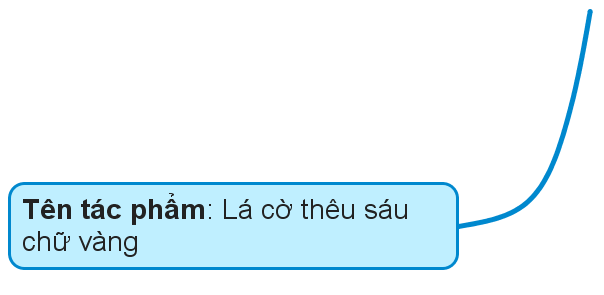 Tên tác phẩm: Lá cờ thêu sáu
chữ vàng